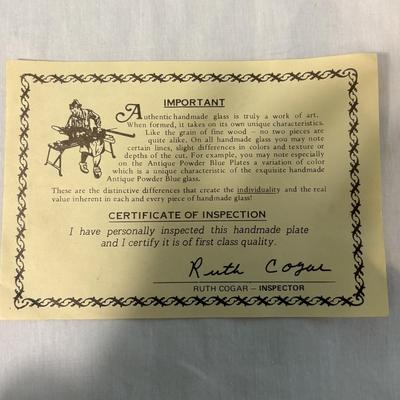 IMPORTANT
Authentic handmade glass is truly a work of art.
When formed, it takes on its own unique characteristics.
Like the grain of fine wood — no two pieces are
quite alike. On all handmade glass, you may note
certain lines, slight differences in colors and texture or
depths of the cut. For example, you may note especially
on the Antique Powder Blue Plates a variation of color
which is a unique characteristic of the exquisite handmade
Antique Powder Blue glass.
These are the distinctive differences that create the individuality and the real
value inherent in each and every piece of handmade glass!
CERTIFICATE OF INSPECTION
I have personally inspected this handmade plate
and I certify it is of first class quality.
Ruth Cogar
RUTH COGAR — INSPECTOR